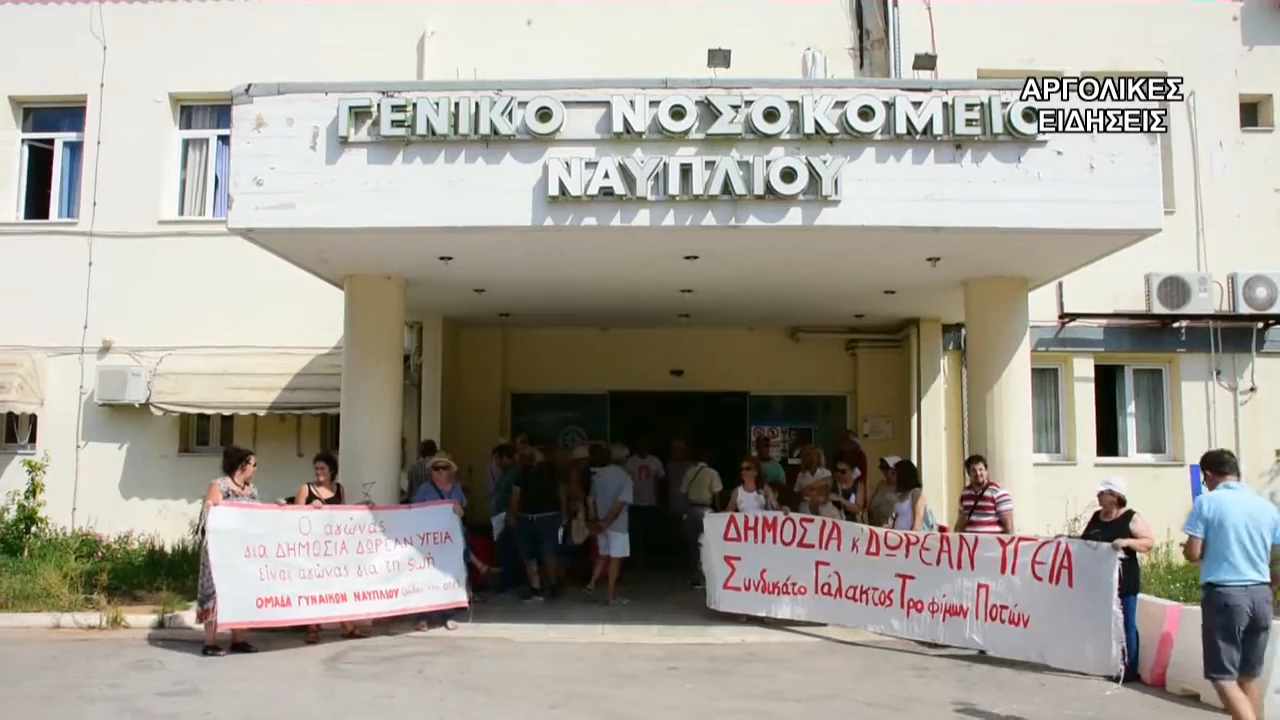 ΑΡΓΟΛΙΚΕΣ
ΕΙΔΗΣΕΙΣ
ΓΕΝΙΚΟ ΝΟΣΟΚΟΜΕΙΟ
ΝΑΥΠΛΙΟΥ
Ο αγώνας
για ΔΗΜΟΣΙΑ ΔΩΡΕΑΝ ΥΓΕΙΑ
είναι αγώνας για τη ζωή
ΟΜΑΔΑ ΓΥΝΑΙΚΩΝ ΝΑΥΠΛΙΟΥ
ΔΗΜΟΣΙΑ κ ΔΩΡΕΑΝ ΥΓΕΙΑ
Συνδικάτο Γάλακτος Τροφίμων Ποτών